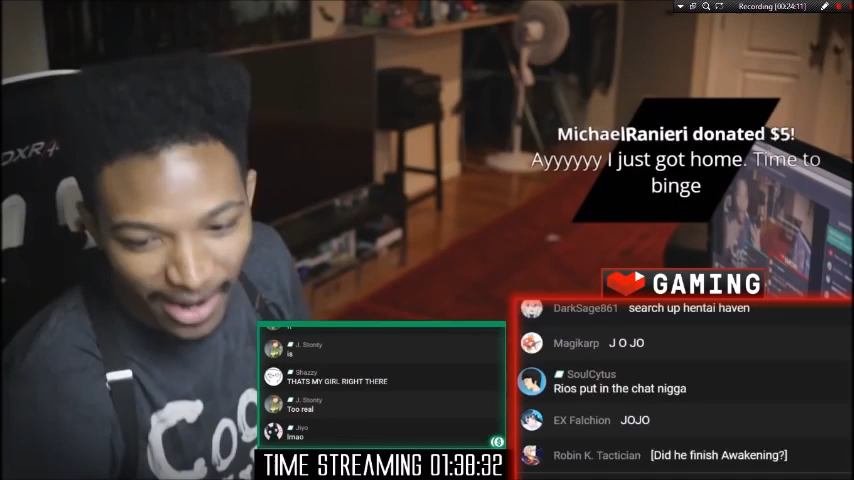 Recording [00:24:11]
DXR
MichaelRanieri donated $5!
Ayyyyyy I just got home. Time to
binge
GAMING
DarkSage861 search up hentai haven
Magikarp J O JO
SoulCytus
Rios put in the chat nigga
EX Falchion JOJO
Robin K. Tactician [Did he finish Awakening?]
J. Stonty
is
Shazzy
THATS MY GIRL RIGHT THERE
J. Stonty
Too real
Jiyo
lmao
TIME STREAMING 01:38:32
COO